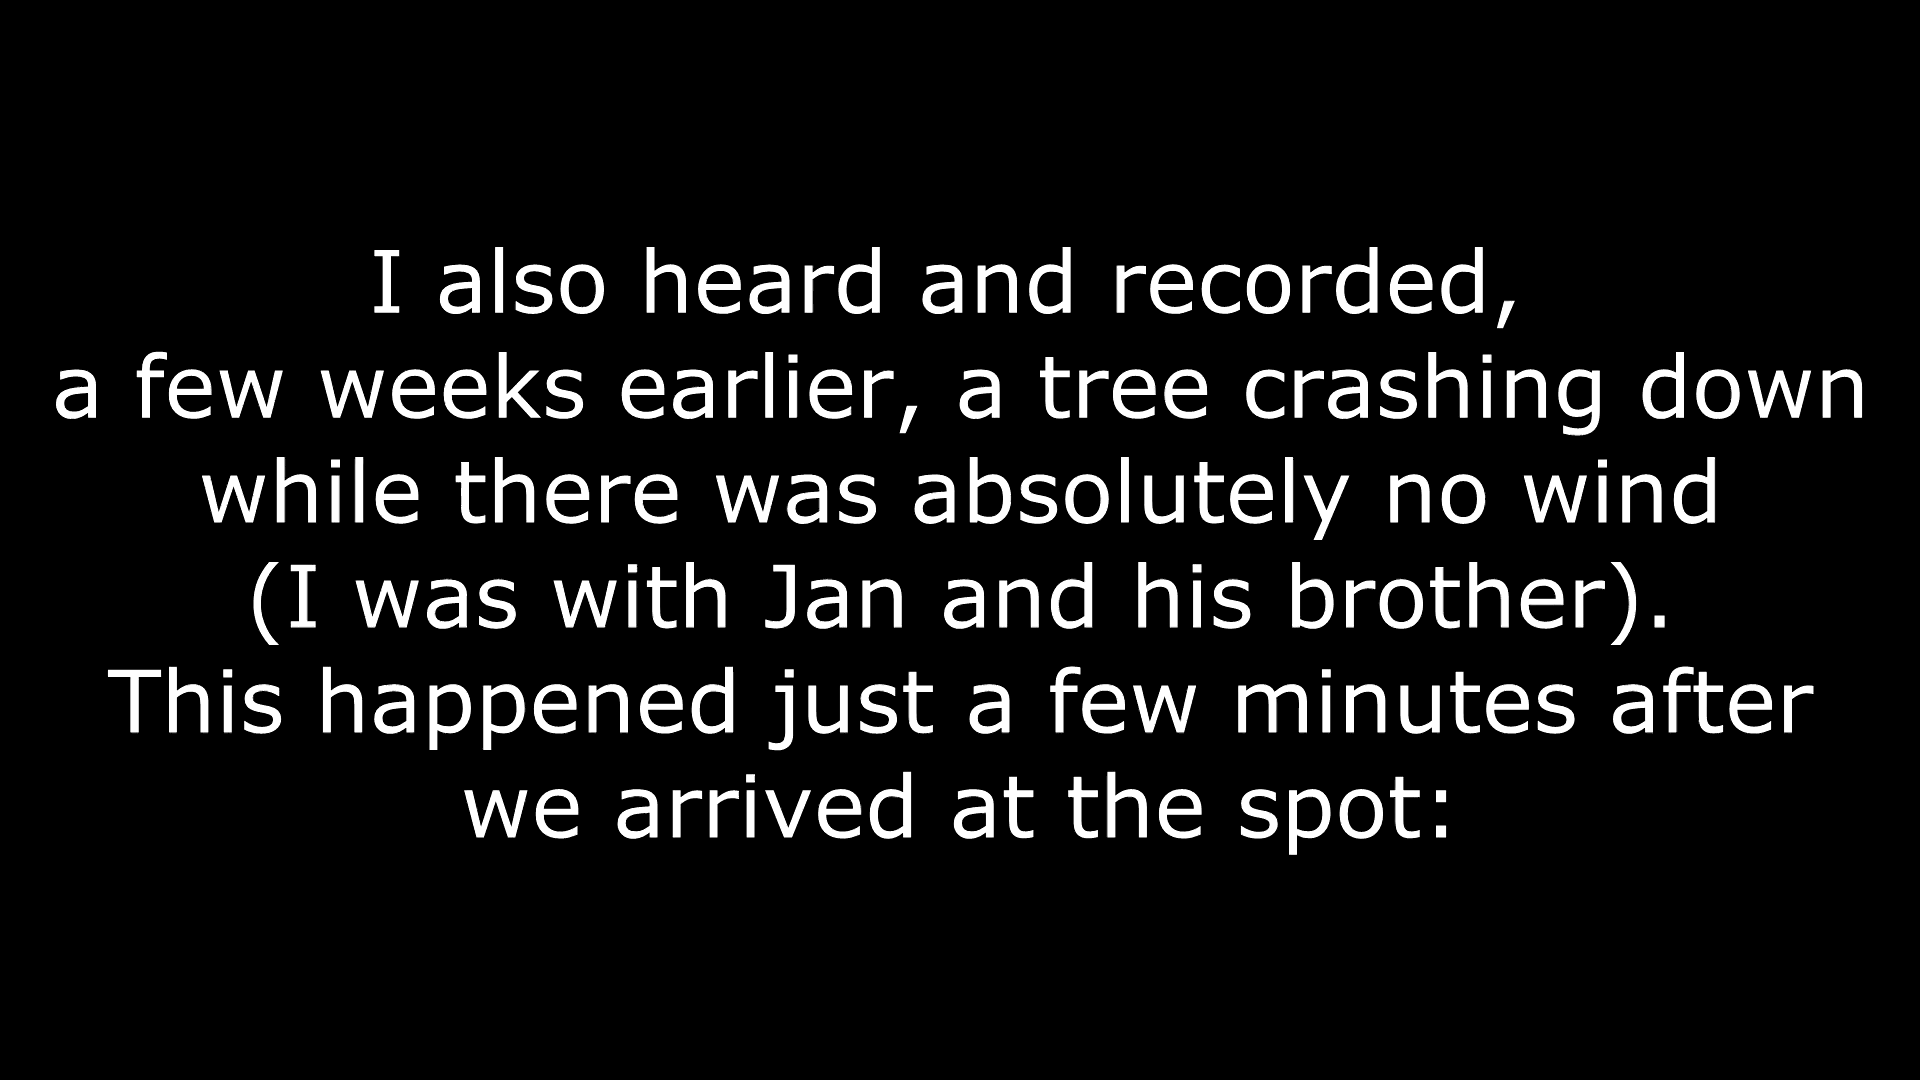 I also heard and recorded,
a few weeks earlier, a tree crashing down
while there was absolutely no wind
(I was with Jan and his brother).
This happened just a few minutes after
we arrived at the spot: